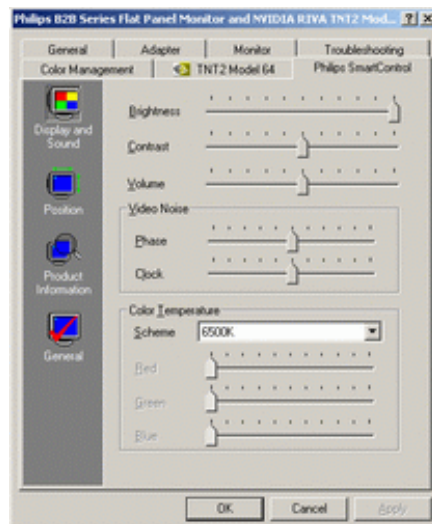 Philips B2B Series Flat Panel Monitor and NVIDIA RIVA TNT2 Mod...
General Adapter Monitor Troubleshooting
Color Management TNT2 Model 64 Philips SmartControl
Display and
Sound
Position
Product
Information
General
Brightness
Contrast
Volume
Video Noise
Phase
Clock
Color Temperature
Scheme 6500K
Red
Green
Blue
OK Cancel Apply